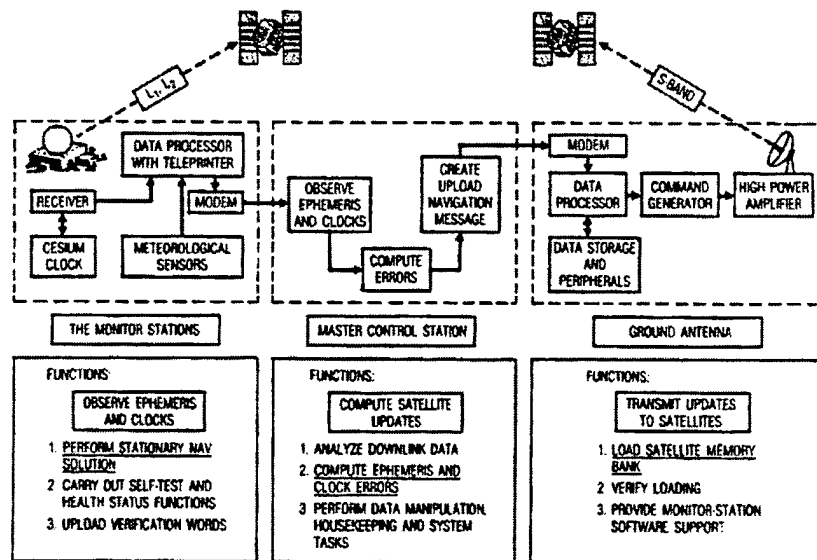 L1, L2
S-BAND
DATA PROCESSOR
WITH TELEPRINTER
RECEIVER
MODEM
CESIUM
CLOCK
METEOROLOGICAL
SENSORS
OBSERVE
EPHEMERIS
AND CLOCKS
COMPUTE
ERRORS
CREATE
UPLOAD
NAVIGATION
MESSAGE
MODEM
DATA
PROCESSOR
COMMAND
GENERATOR
HIGH POWER
AMPLIFIER
DATA STORAGE
AND
PERIPHERALS
THE MONITOR STATIONS
MASTER CONTROL STATION
GROUND ANTENNA
FUNCTIONS:
OBSERVE EPHEMERIS
AND CLOCKS
1. PERFORM STATIONARY NAV
SOLUTION
2 CARRY OUT SELF-TEST AND
HEALTH STATUS FUNCTIONS
3. UPLOAD VERIFICATION WORDS
FUNCTIONS:
COMPUTE SATELLITE
UPDATES
1. ANALYZE DOWNLINK DATA
2. COMPUTE EPHEMERIS AND
CLOCK ERRORS
3 PERFORM DATA MANIPULATION,
HOUSEKEEPING AND SYSTEM
TASKS
FUNCTIONS:
TRANSMIT UPDATES
TO SATELLITES
1. LOAD SATELLITE MEMORY
BANK
2 VERIFY LOADING
3. PROVIDE MONITOR-STATION
SOFTWARE SUPPORT